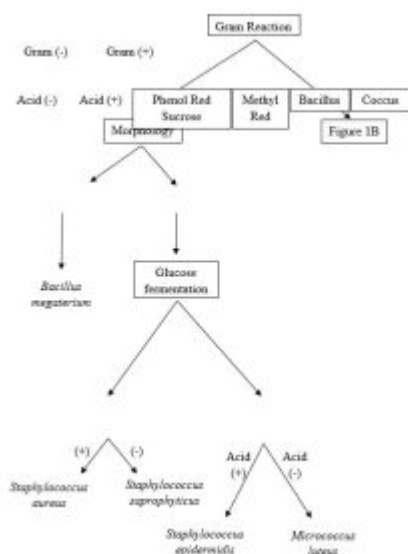 Gram Reaction
Gram (-) Gram (+)
Acid (-) Acid (+) Phenol Red Methyl Bacillus Coccus
Sucrose Red
Morphology Figure 1B
Bacillus Glucose
megaterium fermentation
(+) (-) Acid Acid
(+) (-)
Staphylococcus Staphylococcus
aureus saprophyticus
Staphylococcus Micrococcus
epidermidis luteus